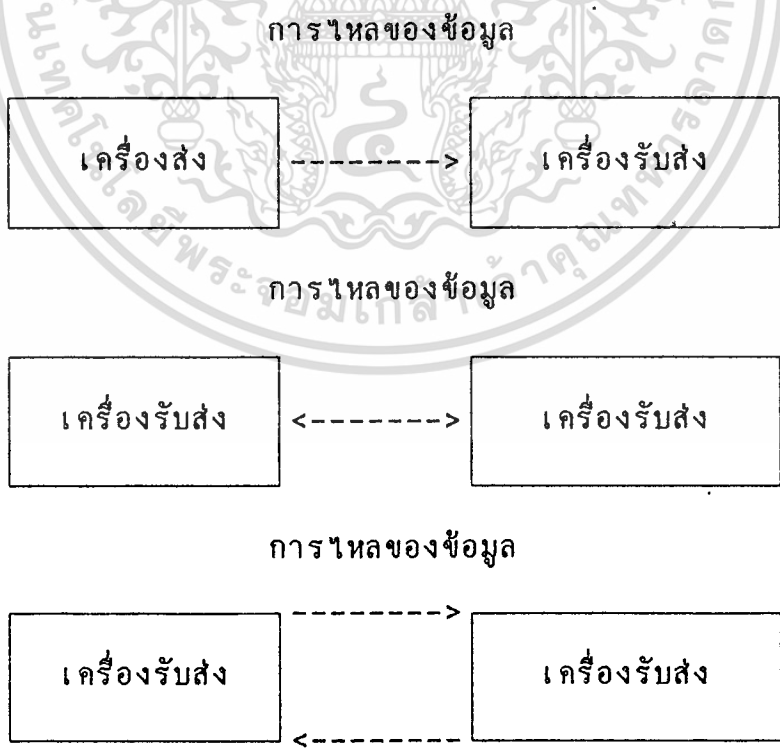 การไหลของข้อมูล
เครื่องส่ง --------> เครื่องรับส่ง
การไหลของข้อมูล
เครื่องรับส่ง <-------> เครื่องรับส่ง
การไหลของข้อมูล
-------->
เครื่องรับส่ง เครื่องรับส่ง
<--------